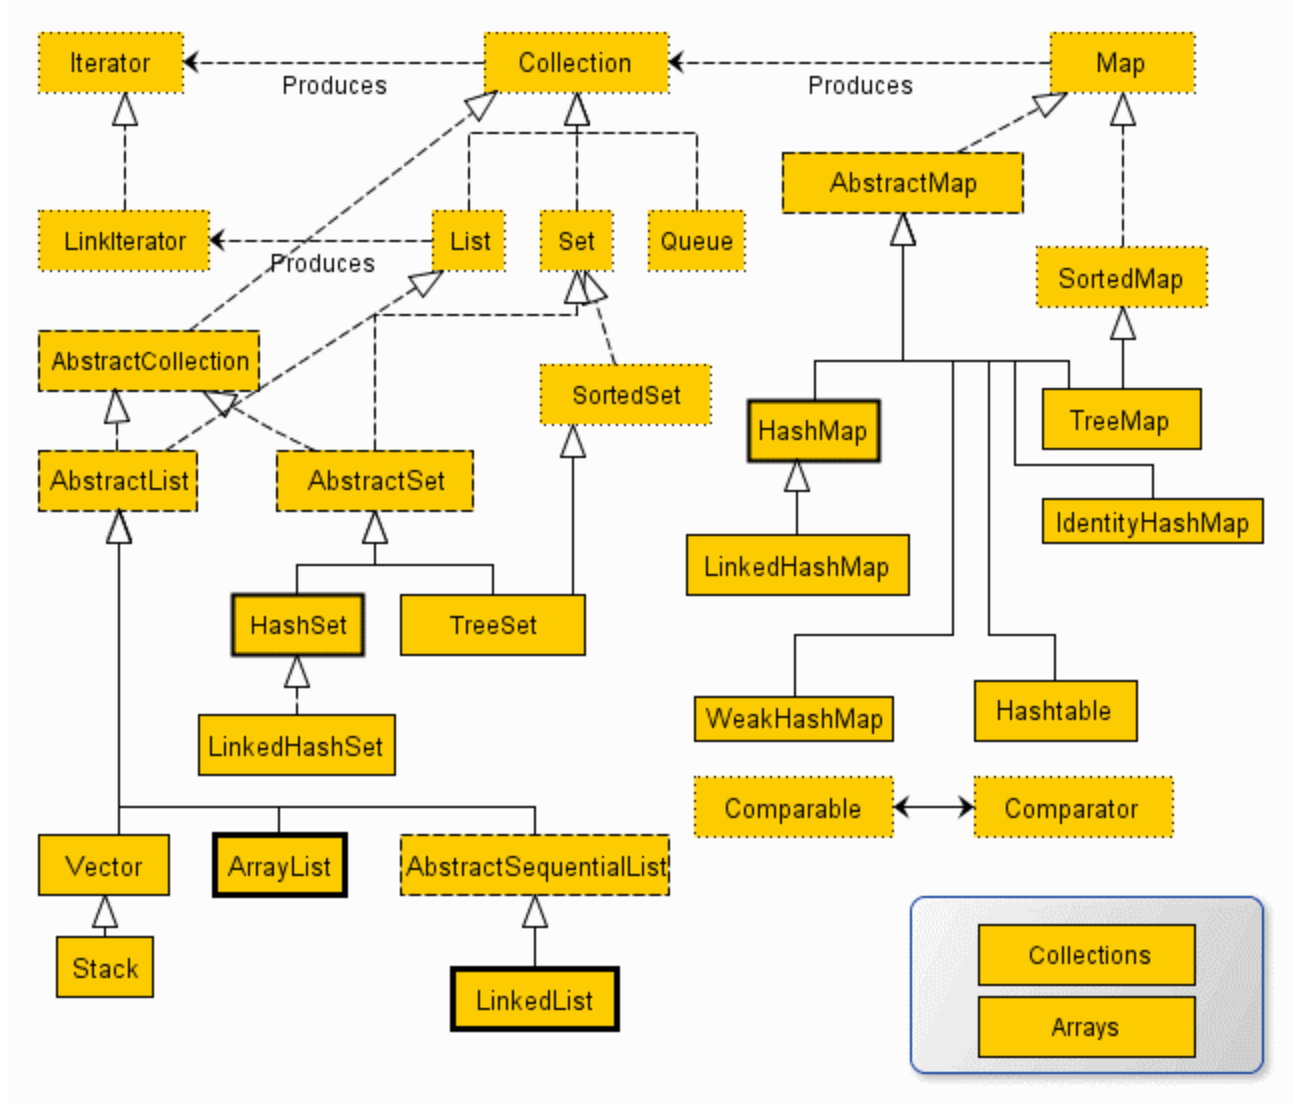 Iterator
Collection
Map
Produces
Produces
AbstractMap
LinkIterator
List
Set
Queue
Produces
SortedMap
AbstractCollection
SortedSet
HashMap
TreeMap
AbstractList
AbstractSet
IdentityHashMap
LinkedHashMap
HashSet
TreeSet
WeakHashMap
Hashtable
LinkedHashSet
Comparable
Comparator
Vector
ArrayList
AbstractSequentialList
Stack
LinkedList
Collections
Arrays